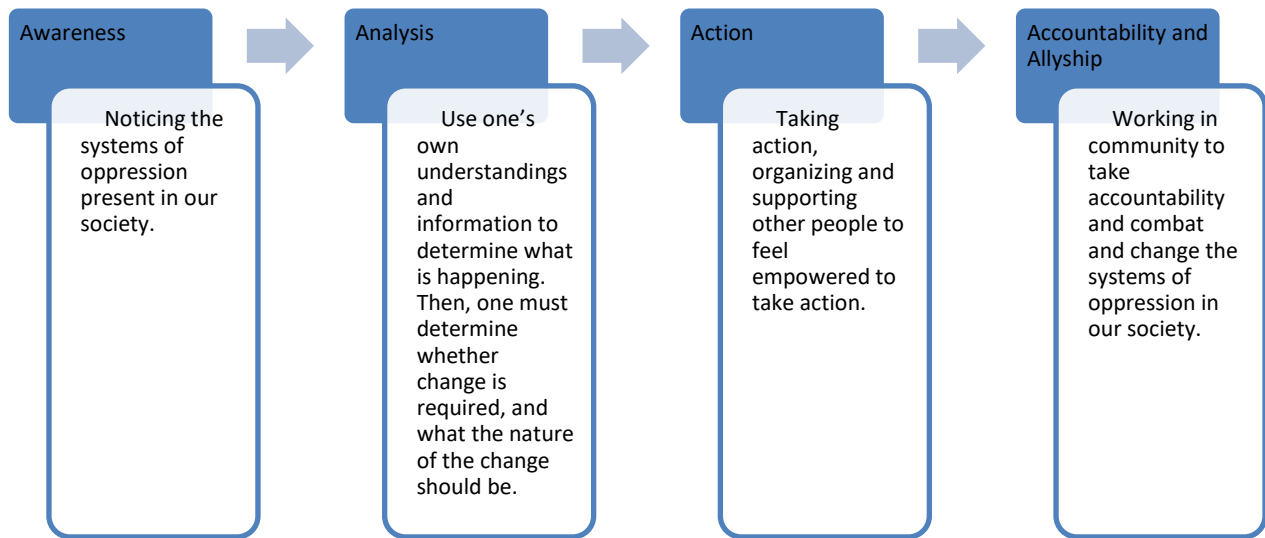 Awareness
Noticing the
systems of
oppression
present in our
society.
Analysis
Use one’s
own
understandings
and
information to
determine what
is happening.
Then, one must
determine
whether
change is
required, and
what the nature
of the change
should be.
Action
Taking
action,
organizing and
supporting
other people to
feel
empowered to
take action.
Accountability and
Allyship
Working in
community to
take
accountability
and combat
and change the
systems of
oppression in
our society.